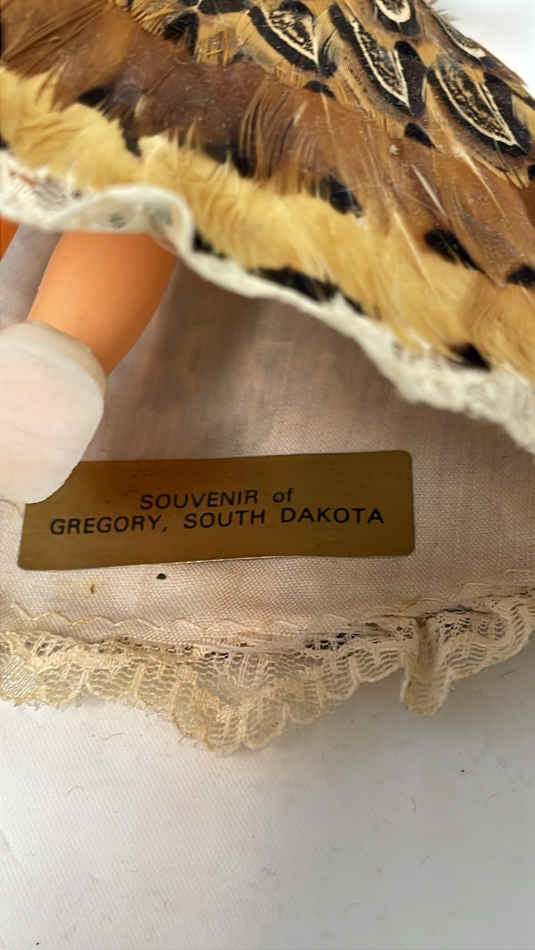 SOUVENIR of
GREGORY, SOUTH DAKOTA